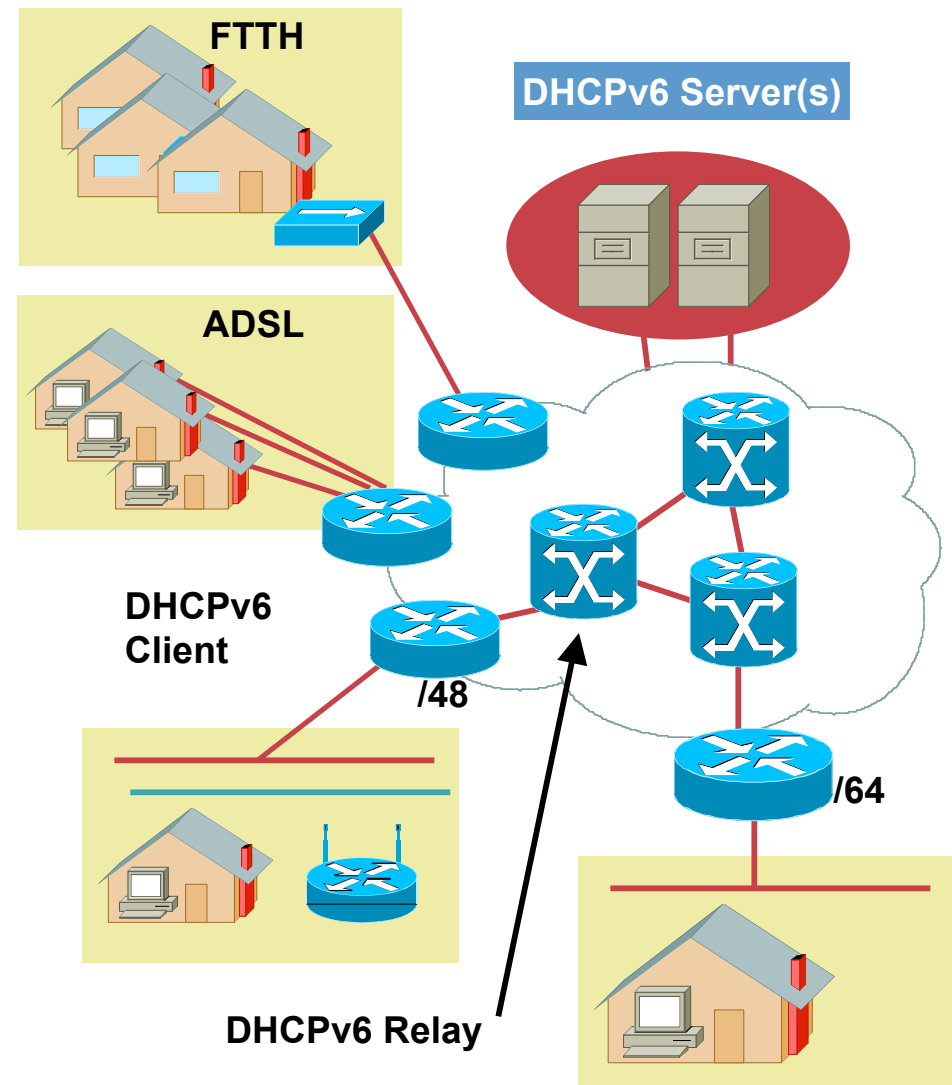 FTTH
DHCPv6 Server(s)
ADSL
DHCPv6
Client
/48
/64
DHCPv6 Relay